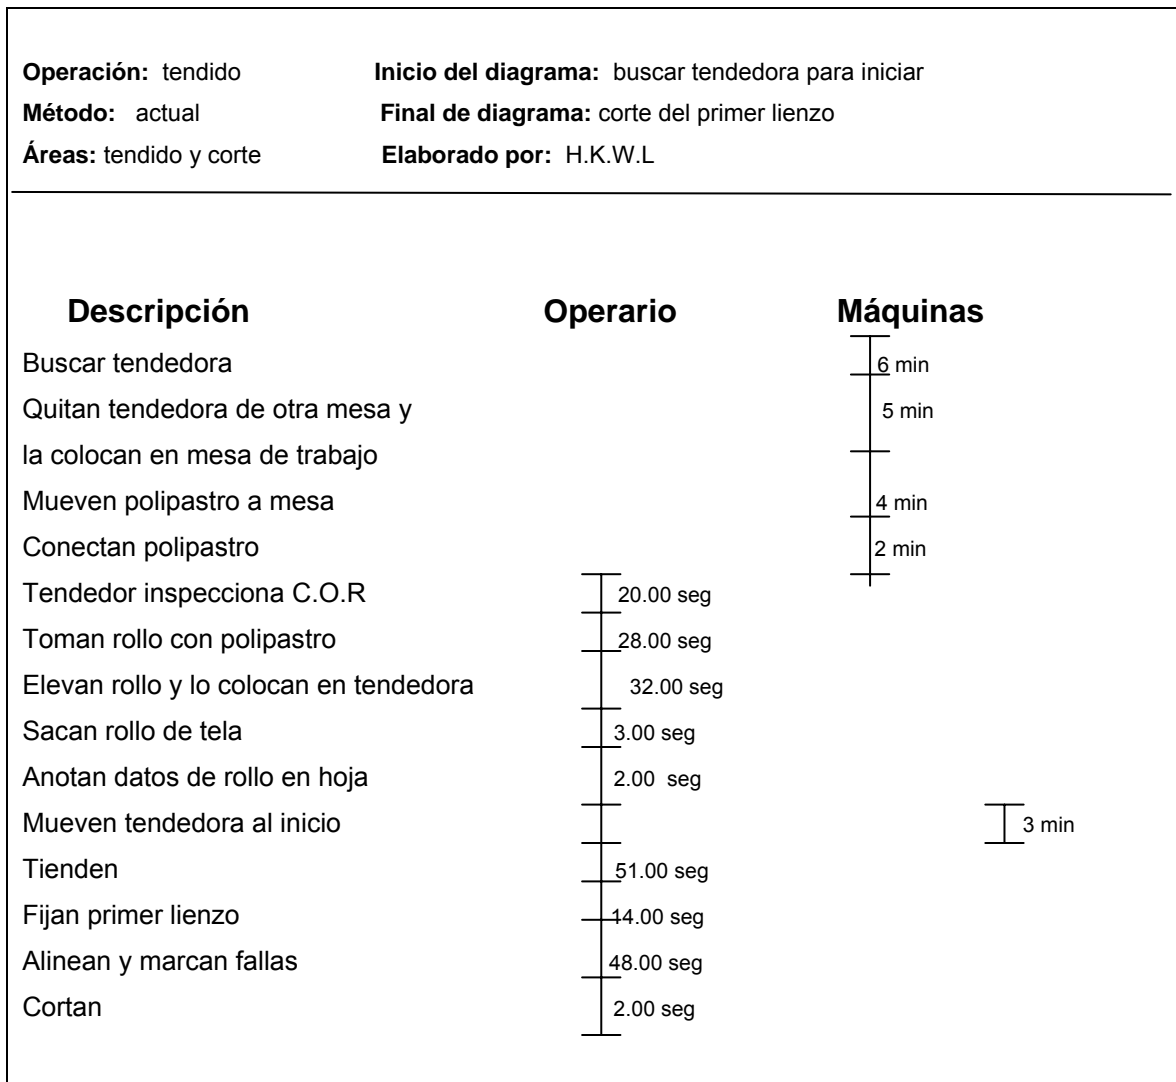 Operación: tendido Inicio del diagrama: buscar tendedora para iniciar
Método: actual Final de diagrama: corte del primer lienzo
Áreas: tendido y corte Elaborado por: H.K.W.L
Descripción Operario Máquinas
Buscar tendedora 6 min
Quitan tendedora de otra mesa y 5 min
la colocan en mesa de trabajo
Mueven polipastro a mesa 4 min
Conectan polipastro 2 min
Tendedor inspecciona C.O.R 20.00 seg
Toman rollo con polipastro 28.00 seg
Elevan rollo y lo colocan en tendedora 32.00 seg
Sacan rollo de tela 3.00 seg
Anotan datos de rollo en hoja 2.00 seg
Mueven tendedora al inicio 3 min
Tienden 51.00 seg
Fijan primer lienzo 14.00 seg
Alinean y marcan fallas 48.00 seg
Cortan 2.00 seg